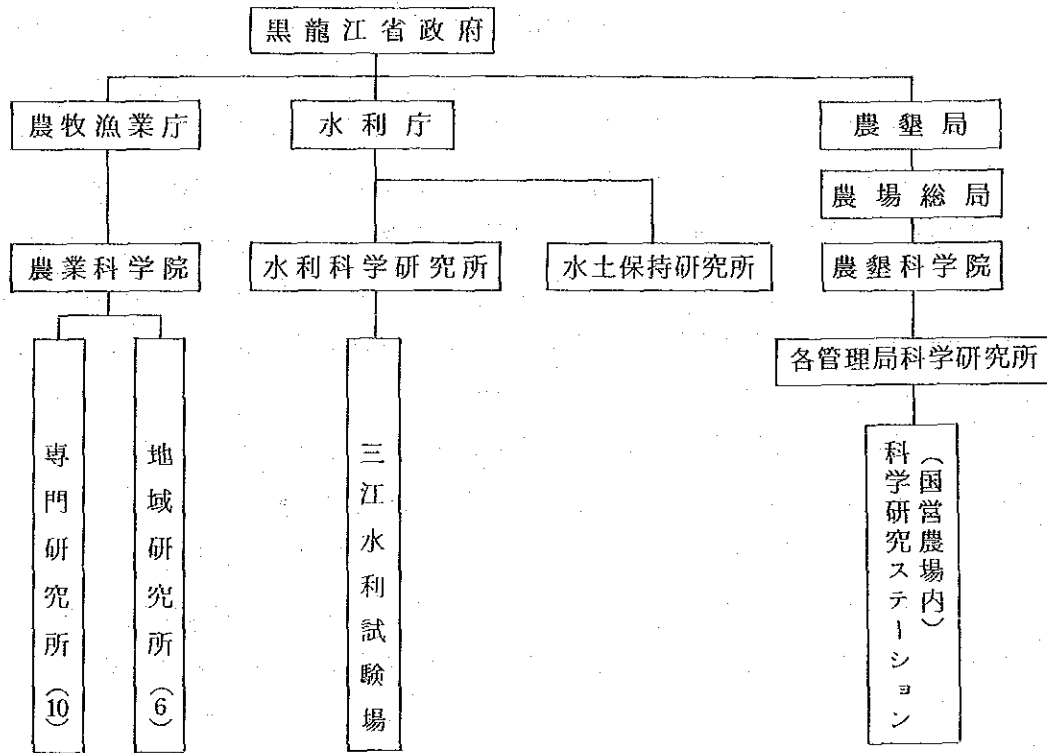 黒龍江省政府
農牧漁業庁
水利庁
農墾局
農場総局
農業科学院
水利科学研究所
水土保持研究所
農墾科学院
各管理局科学研究所
専門研究所(10)
地域研究所(6)
三江水利試験場
(国営農場内)
科学研究ステーション